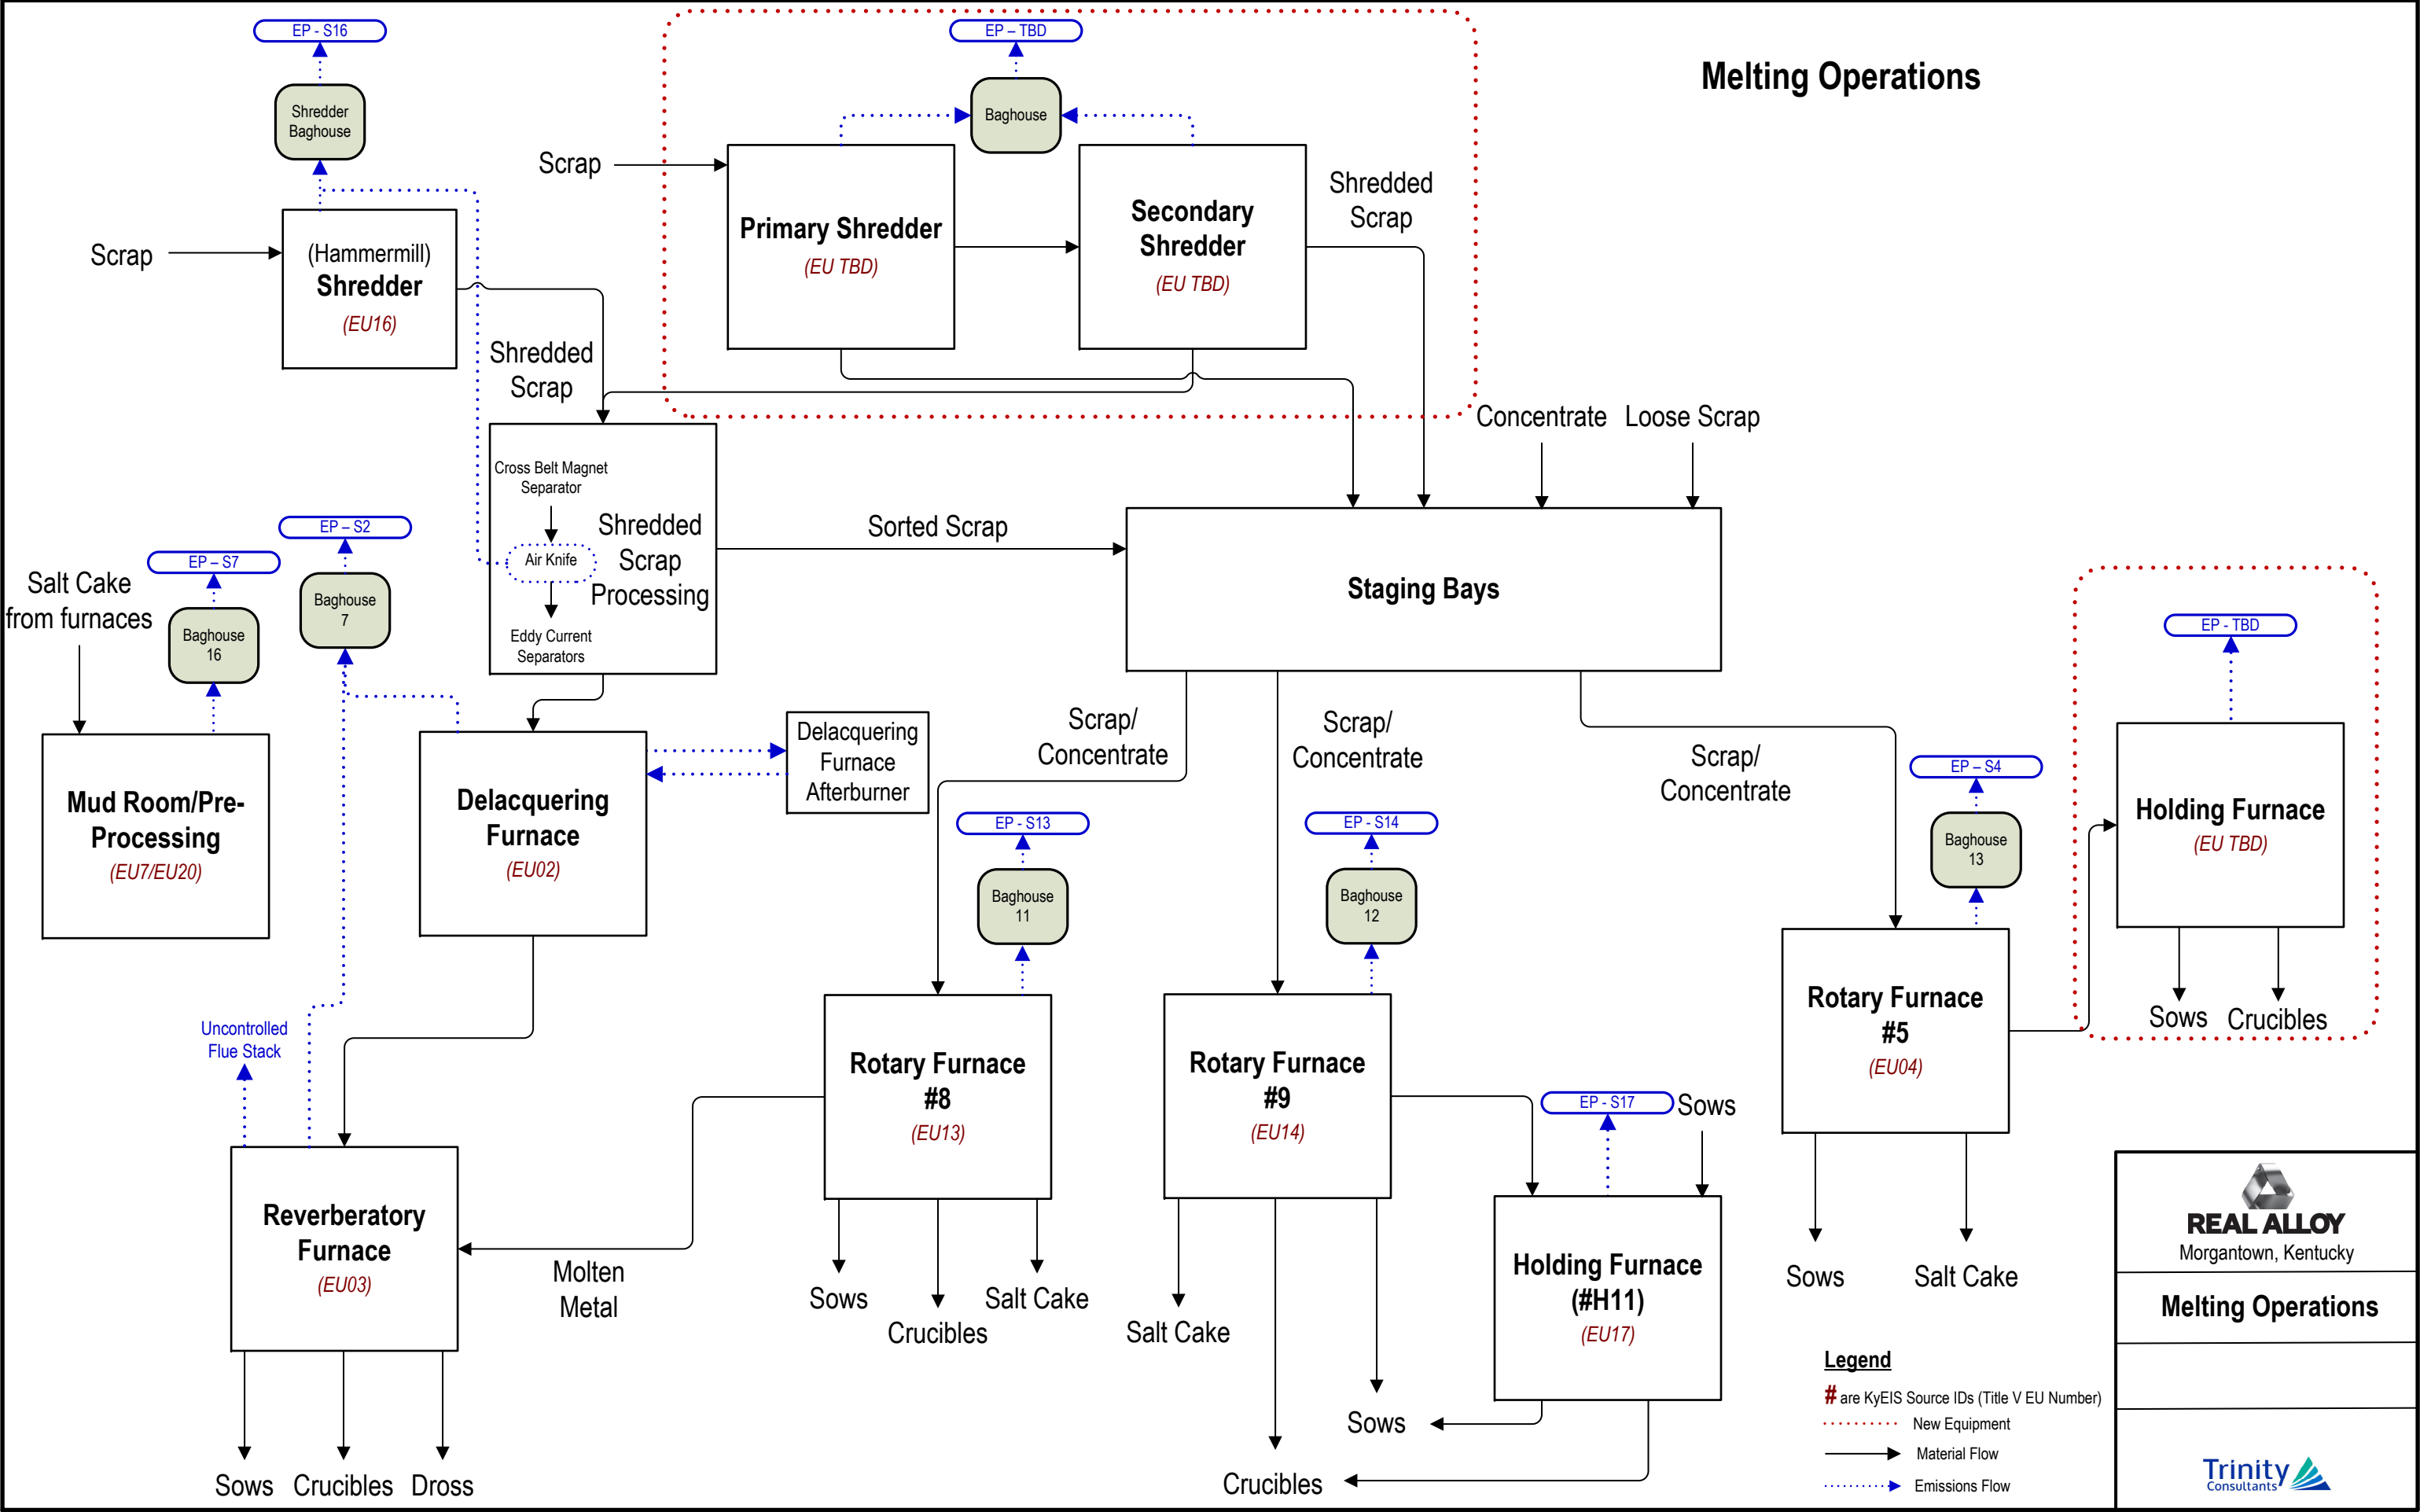 Melting Operations
EP - S16
Shredder
Baghouse
Scrap
(Hammermill)
Shredder
(EU16)
Shredded
Scrap
EP – TBD
Baghouse
Scrap
Primary Shredder
(EU TBD)
Secondary
Shredder
(EU TBD)
Shredded
Scrap
Concentrate
Loose Scrap
Cross Belt Magnet
Separator
Air Knife
Eddy Current
Separators
Shredded
Scrap
Processing
Sorted Scrap
Staging Bays
EP – S2
Baghouse
7
EP – S7
Baghouse
16
Salt Cake
from furnaces
Mud Room/Pre-
Processing
(EU7/EU20)
Delacquering
Furnace
(EU02)
Delacquering
Furnace
Afterburner
Scrap/
Concentrate
Scrap/
Concentrate
Scrap/
Concentrate
EP - S13
Baghouse
11
EP - S14
Baghouse
12
EP – S4
Baghouse
13
EP - TBD
Holding Furnace
(EU TBD)
Sows
Crucibles
Uncontrolled
Flue Stack
Reverberatory
Furnace
(EU03)
Sows
Crucibles
Dross
Molten
Metal
Rotary Furnace
#8
(EU13)
Sows
Crucibles
Salt Cake
Rotary Furnace
#9
(EU14)
Salt Cake
Crucibles
Sows
EP - S17
Sows
Holding Furnace
(#H11)
(EU17)
Rotary Furnace
#5
(EU04)
Sows
Salt Cake
Legend
# are KyEIS Source IDs (Title V EU Number)
New Equipment
Material Flow
Emissions Flow
REAL ALLOY
Morgantown, Kentucky
Melting Operations
Trinity
Consultants